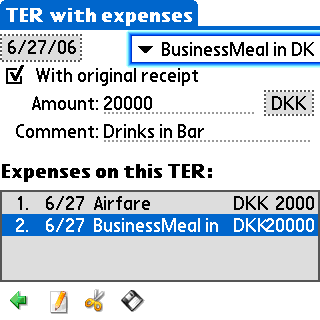 TER with expenses
6/27/06 BusinessMeal in DK
With original receipt
Amount: 20000 DKK
Comment: Drinks in Bar
Expenses on this TER:
1. 6/27 Airfare DKK 2000
2. 6/27 BusinessMeal in DKK20000